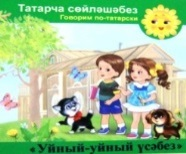 Татарча сөйләшәбез
Говорим по-татарски
«Уйный-уйный үсәбез»